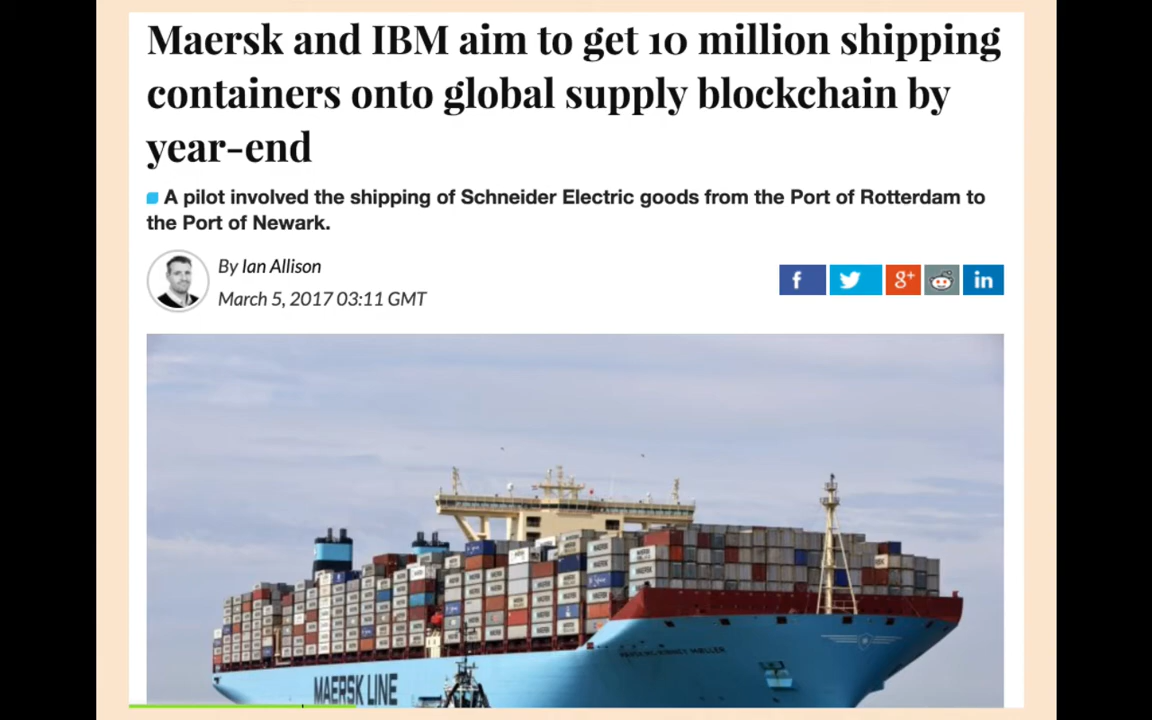 Maersk and IBM aim to get 10 million shipping
containers onto global supply blockchain by
year-end
A pilot involved the shipping of Schneider Electric goods from the Port of Rotterdam to
the Port of Newark.
By Ian Allison
March 5, 2017 03:11 GMT
f
g+
in
MAERSK LINE